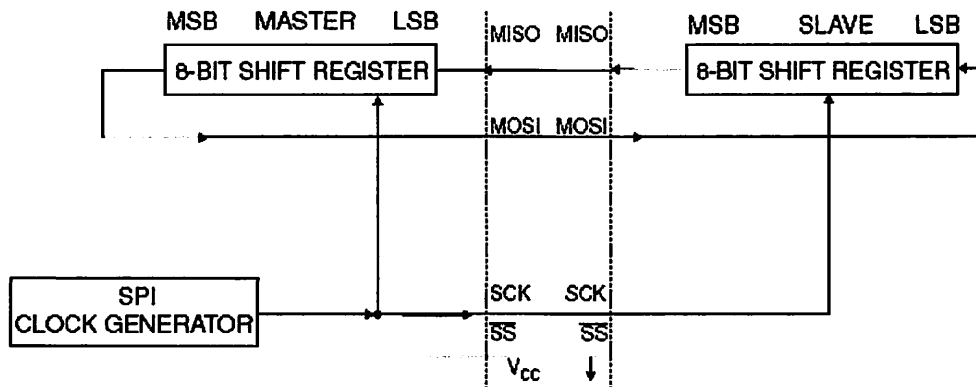 MSB MASTER LSB
8-BIT SHIFT REGISTER
MISO MISO
MSB SLAVE LSB
8-BIT SHIFT REGISTER
MOSI MOSI
SPI
CLOCK GENERATOR
SCK SCK
SS SS
VCC